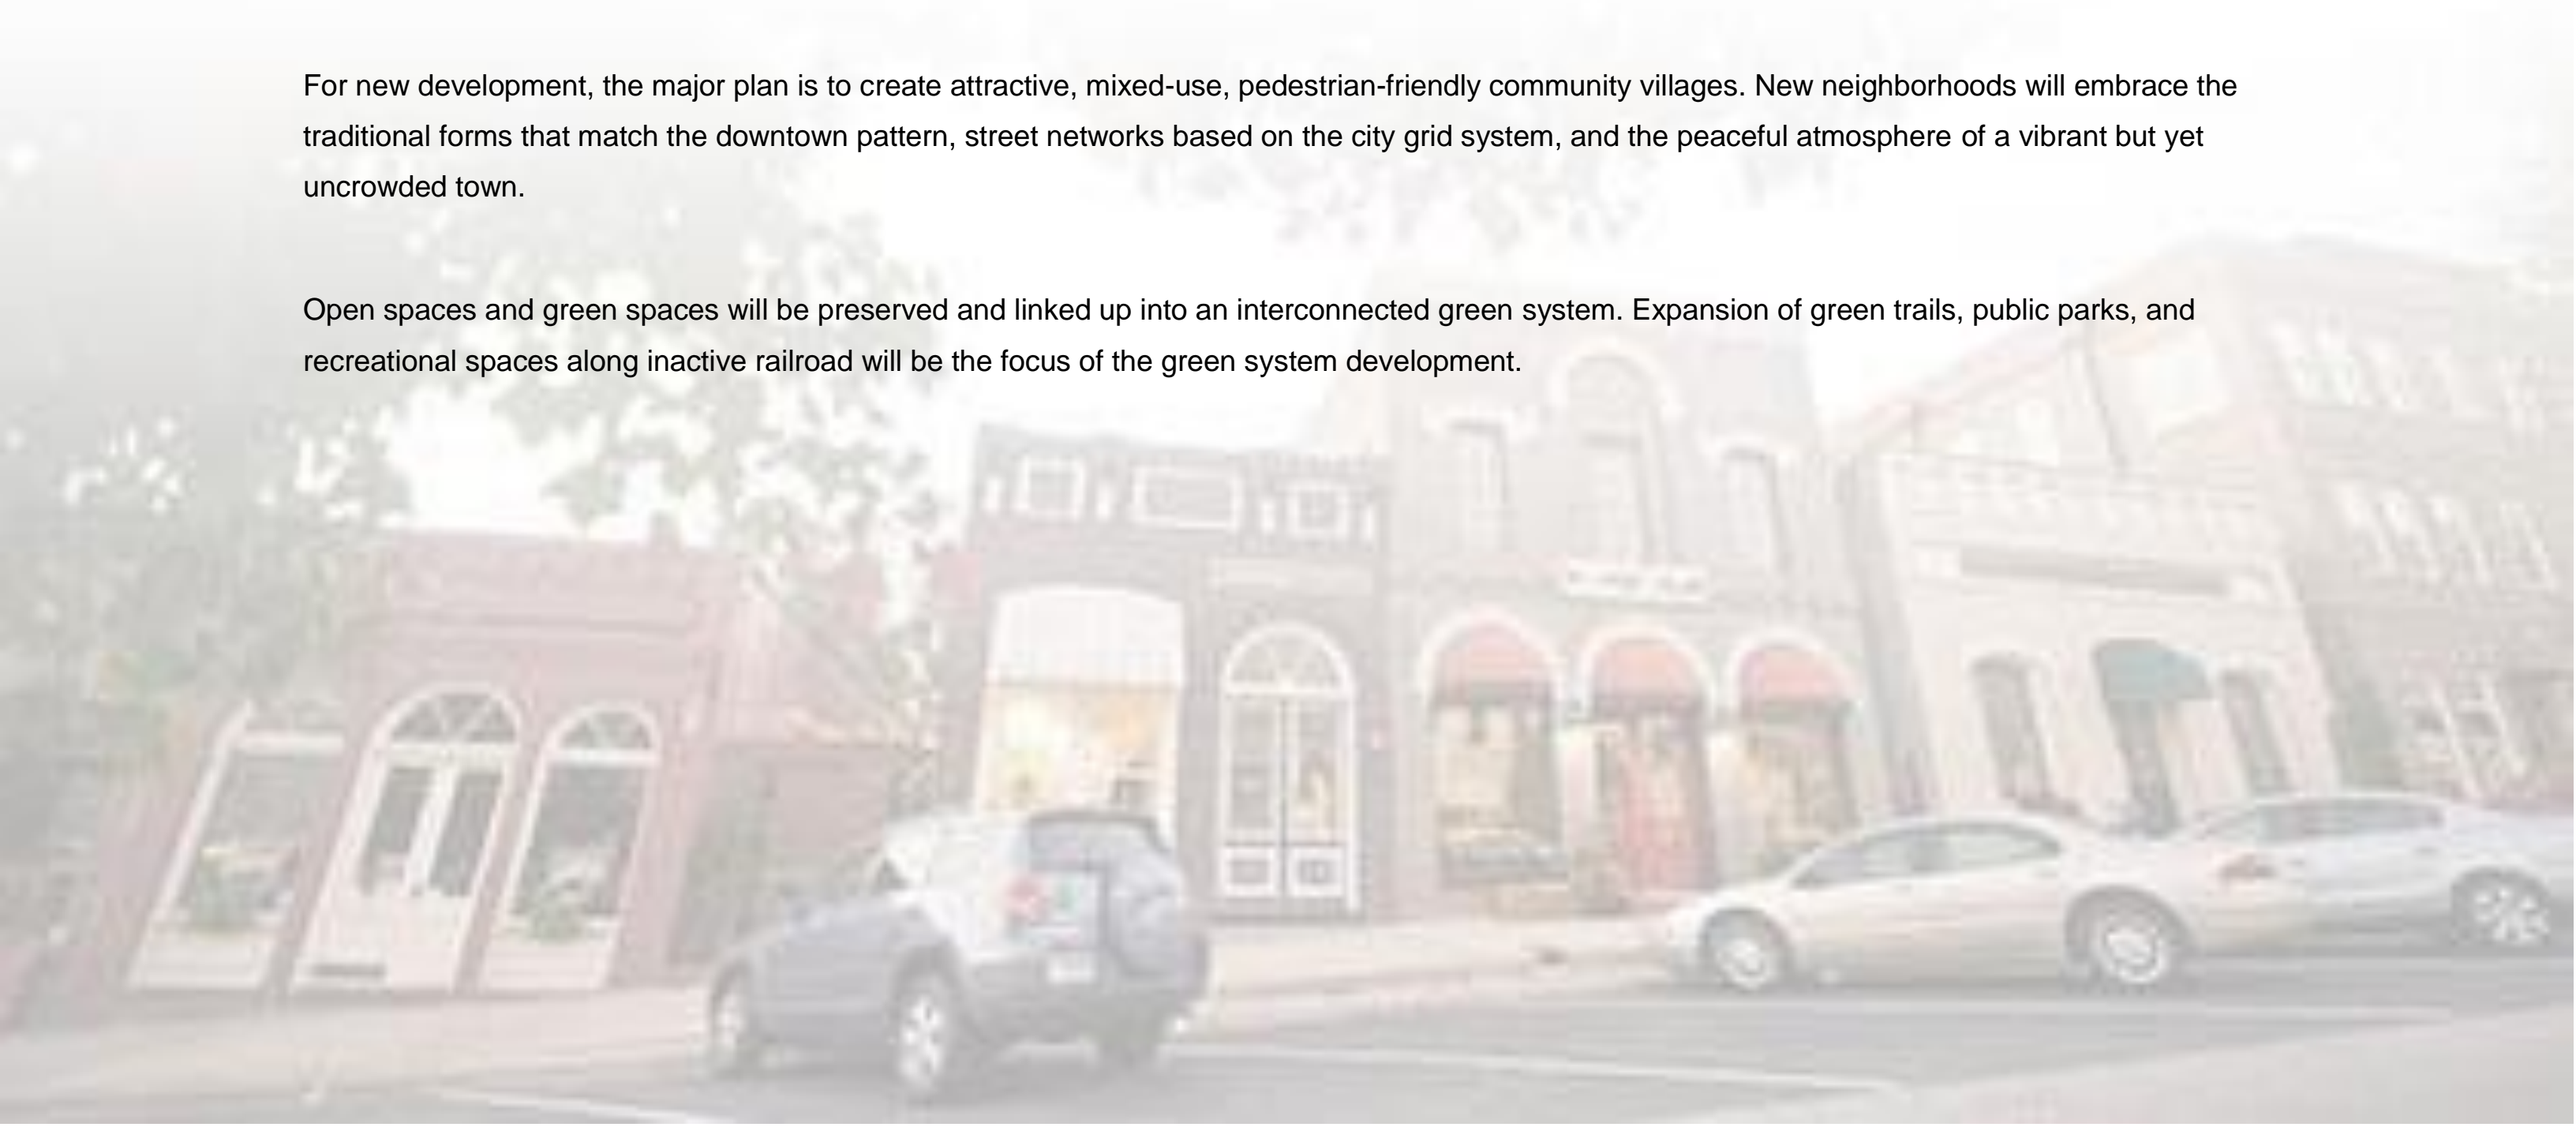 For new development, the major plan is to create attractive, mixed-use, pedestrian-friendly community villages. New neighborhoods will embrace the
traditional forms that match the downtown pattern, street networks based on the city grid system, and the peaceful atmosphere of a vibrant but yet
uncrowded town.
Open spaces and green spaces will be preserved and linked up into an interconnected green system. Expansion of green trails, public parks, and
recreational spaces along inactive railroad will be the focus of the green system development.